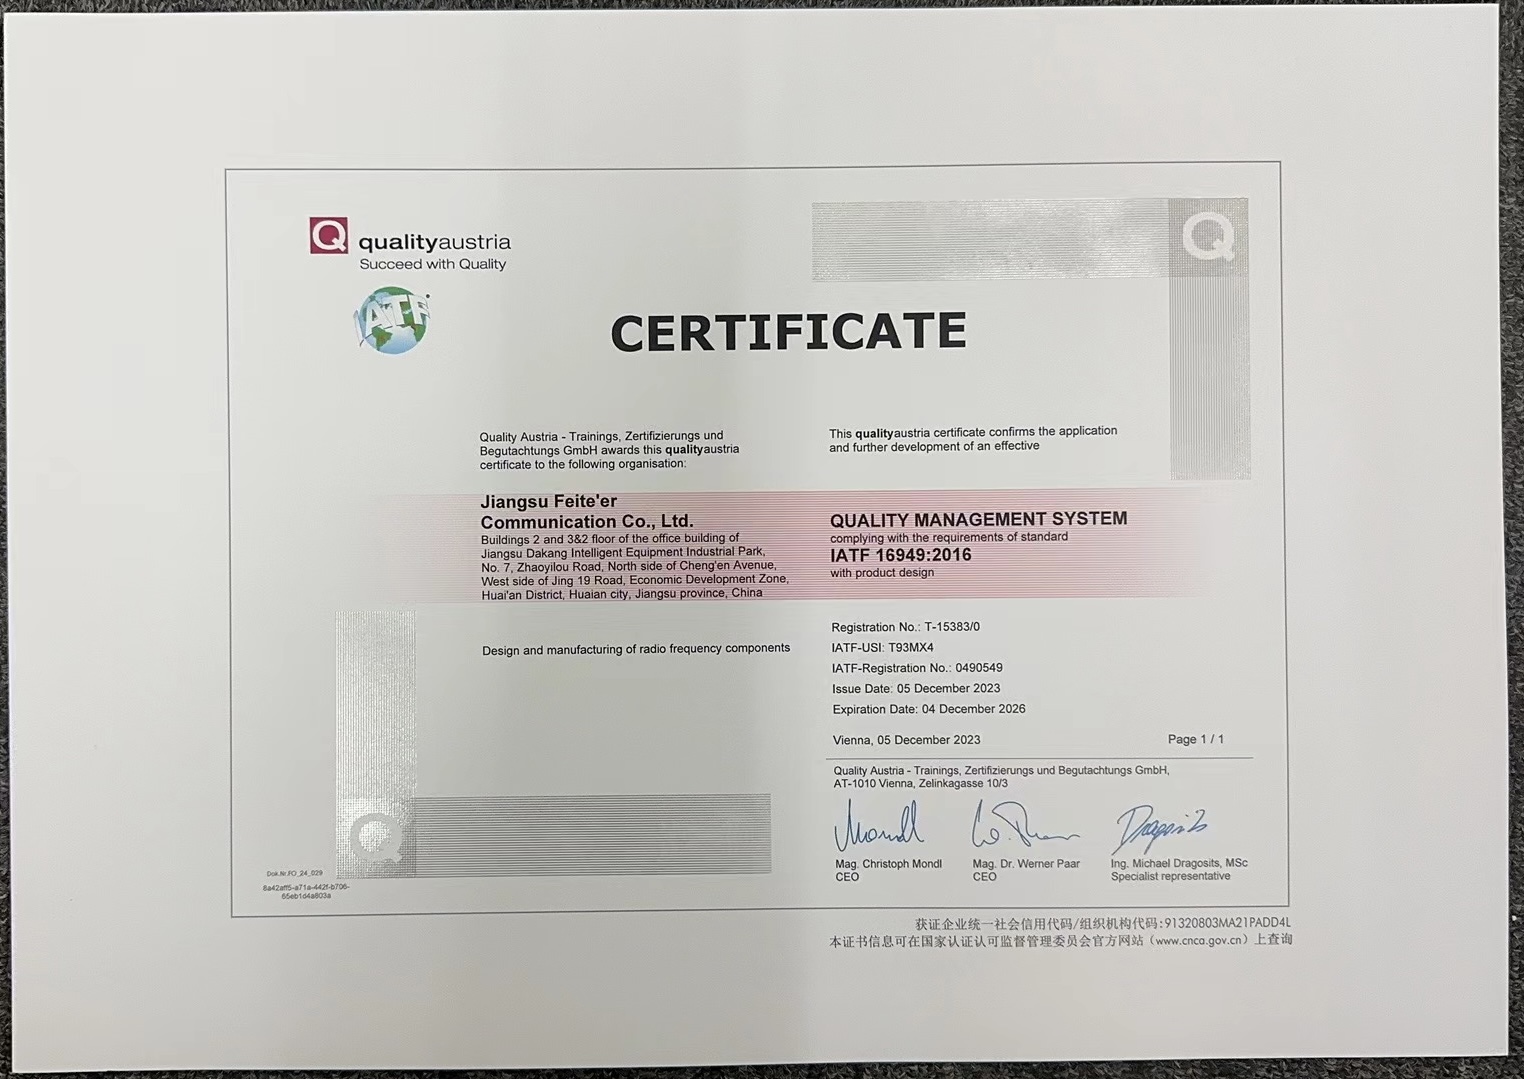 Q qualityaustria
Succeed with Quality
IATF
Q
CERTIFICATE
Quality Austria - Trainings, Zertifizierungs und
Begutachtungs GmbH awards this qualityaustria
certificate to the following organisation:
This qualityaustria certificate confirms the application
and further development of an effective
Jiangsu Feite'er
Communication Co., Ltd.
Buildings 2 and 3&2 floor of the office building of
Jiangsu Dakang Intelligent Equipment Industrial Park,
No. 7, Zhaoyilou Road, North side of Cheng'en Avenue,
West side of Jing 19 Road, Economic Development Zone,
Huai'an District, Huaian city, Jiangsu province, China
QUALITY MANAGEMENT SYSTEM
complying with the requirements of standard
IATF 16949:2016
with product design
Design and manufacturing of radio frequency components
Registration No.: T-15383/0
IATF-USI: T93MX4
IATF-Registration No.: 0490549
Issue Date: 05 December 2023
Expiration Date: 04 December 2026
Vienna, 05 December 2023
Page 1 / 1
Quality Austria - Trainings, Zertifizierungs und Begutachtungs GmbH,
AT-1010 Vienna, Zelinkagasse 10/3
Mag. Christoph Mondl
CEO
Mag. Dr. Werner Paar
CEO
Ing. Michael Dragosits, MSc
Specialist representative
Q
Dok.Nr.FO_24_029
8a42aff5-a71a-442f-b706-
65eb1d4a803a
获证企业统一社会信用代码/组织机构代码:91320803MA21PADD4L
本证书信息可在国家认证认可监督管理委员会官方网站（www.cnca.gov.cn）上查询